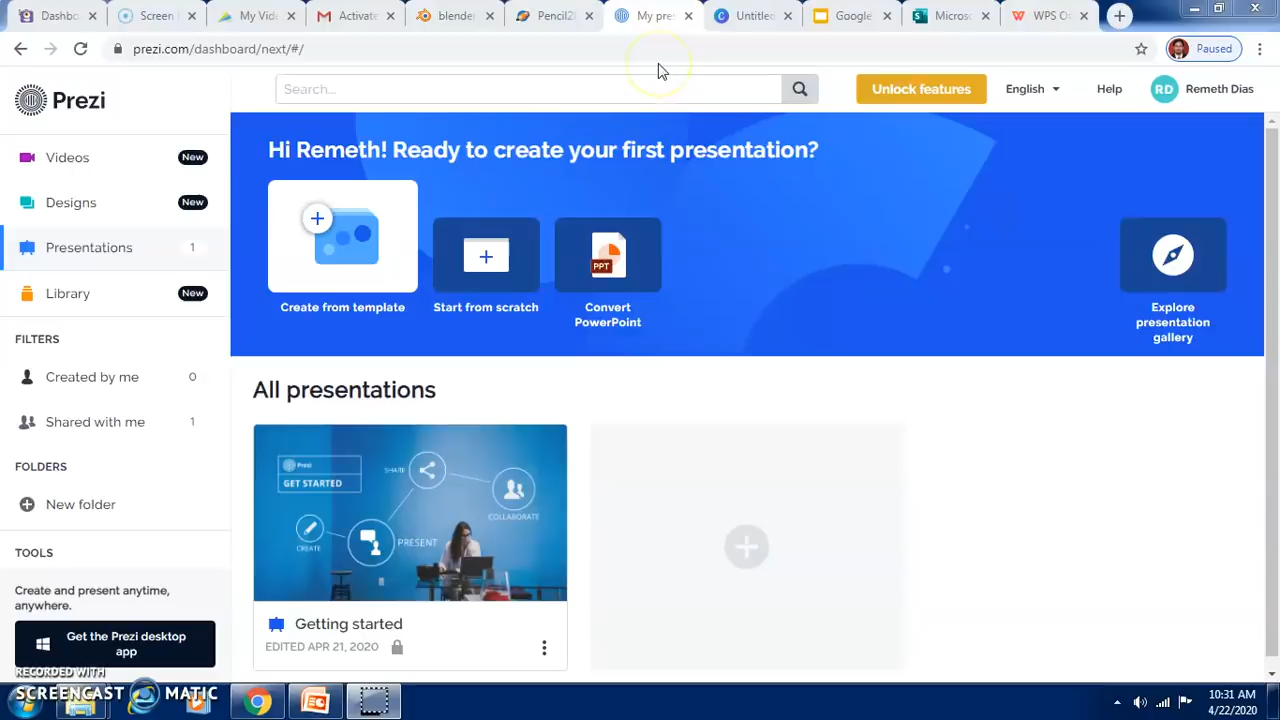 Dashbo
Screen
My Vide
Activate
blender
Pencil2
My pres
Untitled
Google
Microso
WPS O
prezi.com/dashboard/next/#/
Paused
Prezi
Search...
Unlock features
English
Help
RD
Remeth Dias
Videos
New
Designs
New
Presentations
1
Library
New
FILTERS
Created by me
0
Shared with me
1
FOLDERS
New folder
TOOLS
Create and present anytime,
anywhere.
Get the Prezi desktop
app
Hi Remeth! Ready to create your first presentation?
Create from template
Start from scratch
PPT
Convert
PowerPoint
Explore
presentation
gallery
All presentations
Prezi
GET STARTED
SHARE
COLLABORATE
CREATE
PRESENT
Getting started
EDITED APR 21, 2020
RECORDED WITH
SCREENCAST MATIC
10:31 AM
4/22/2020